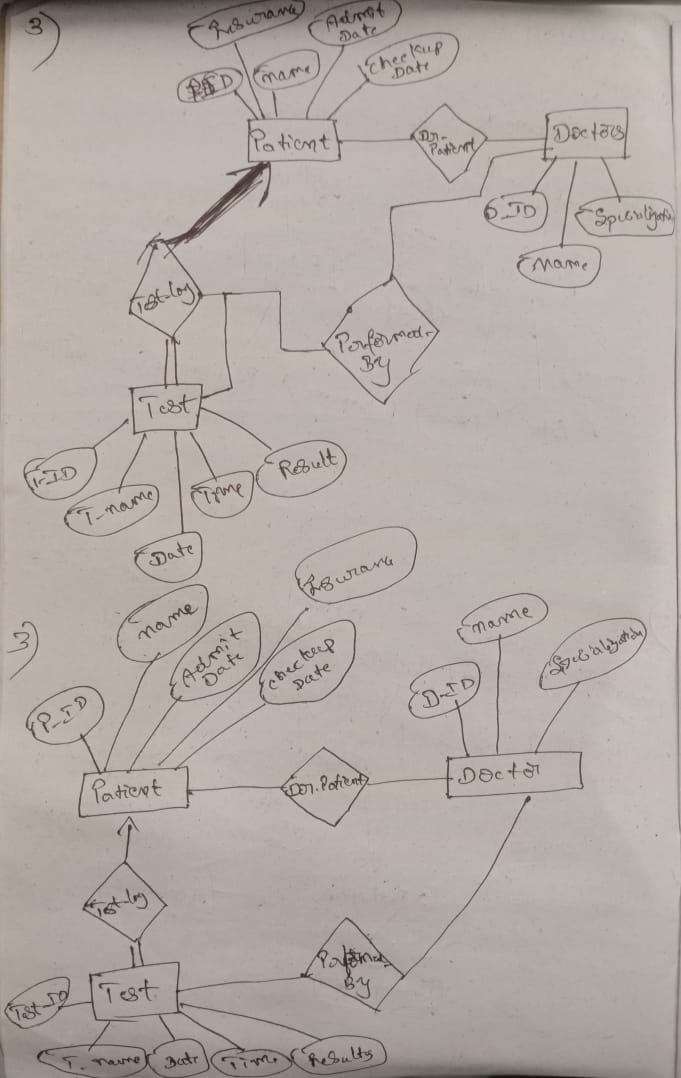 3)
Insurance
Admit
Date
name
Checkup
Date
Patient
Dr.
Patient
Doctors
D_ID
Specialization
name
Test-log
Performed-
By
Test
T-ID
T-name
Time
Result
Date
3)
Insurance
name
Admit
Date
checkup
Date
name
Specialization
P_ID
D-ID
Patient
Dr.Patient
Doctor
Test-log
Performed
By
Test
Test-ID
T. name
Date
Time
Results